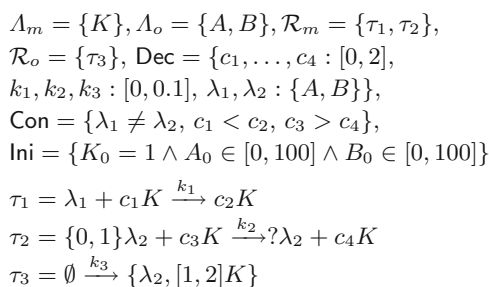 Λ_m = {K}, Λ_o = {A, B}, ℛ_m = {τ_1, τ_2},
ℛ_o = {τ_3}, Dec = {c_1, . . . , c_4 : [0, 2],
k_1, k_2, k_3 : [0, 0.1], λ_1, λ_2 : {A, B}},
Con = {λ_1 ≠ λ_2, c_1 < c_2, c_3 > c_4},
Ini = {K_0 = 1 ∧ A_0 ∈ [0, 100] ∧ B_0 ∈ [0, 100]}
τ_1 = λ_1 + c_1K \xrightarrow{k_1} c_2K
τ_2 = {0, 1}λ_2 + c_3K \xrightarrow{k_2} ?λ_2 + c_4K
τ_3 = ∅ \xrightarrow{k_3} {λ_2, [1, 2]K}